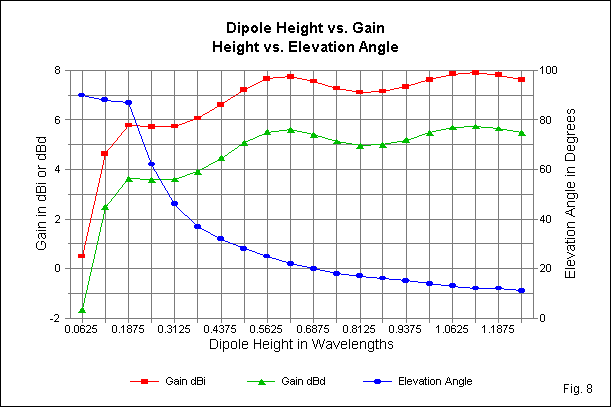 Dipole Height vs. Gain
Height vs. Elevation Angle
8 100
6 80
4 60
2 40
0 20
-2 0
Gain in dBi or dBd
Elevation Angle in Degrees
0.0625 0.1875 0.3125 0.4375 0.5625 0.6875 0.8125 0.9375 1.0625 1.1875
Dipole Height in Wavelengths
Gain dBi Gain dBd Elevation Angle
Fig. 8